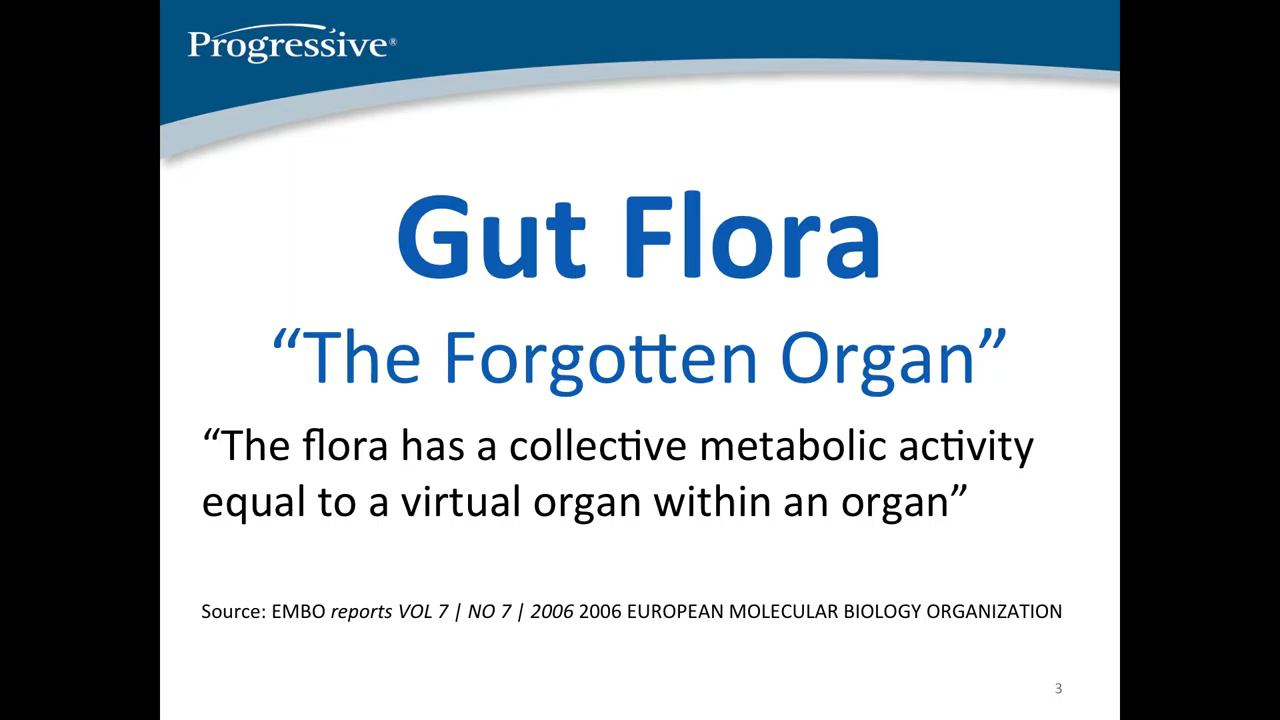 Progressive®
Gut Flora
“The Forgotten Organ”
“The flora has a collective metabolic activity
equal to a virtual organ within an organ”
Source: EMBO reports VOL 7 | NO 7 | 2006 2006 EUROPEAN MOLECULAR BIOLOGY ORGANIZATION
3